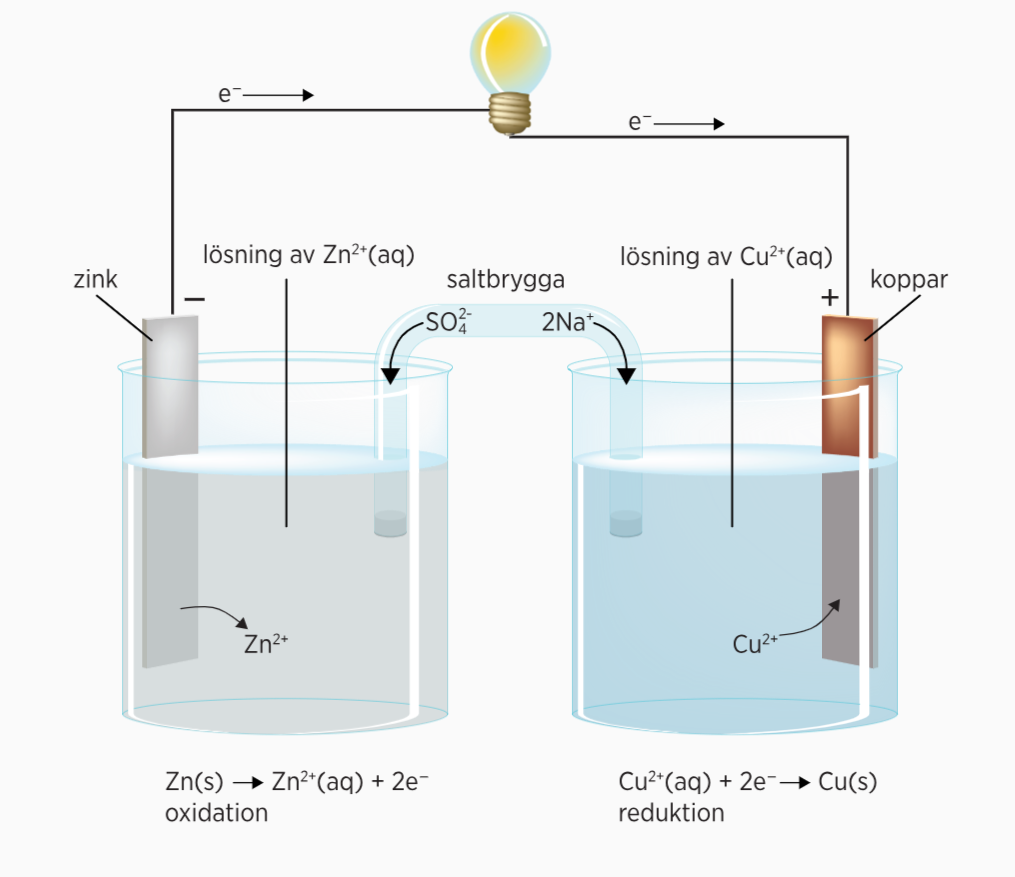 e⁻
e⁻
lösning av Zn²⁺(aq)
lösning av Cu²⁺(aq)
zink
saltbrygga
koppar
−
+
SO₄²⁻
2Na⁺
Zn²⁺
Cu²⁺
Zn(s) → Zn²⁺(aq) + 2e⁻
oxidation
Cu²⁺(aq) + 2e⁻ → Cu(s)
reduktion